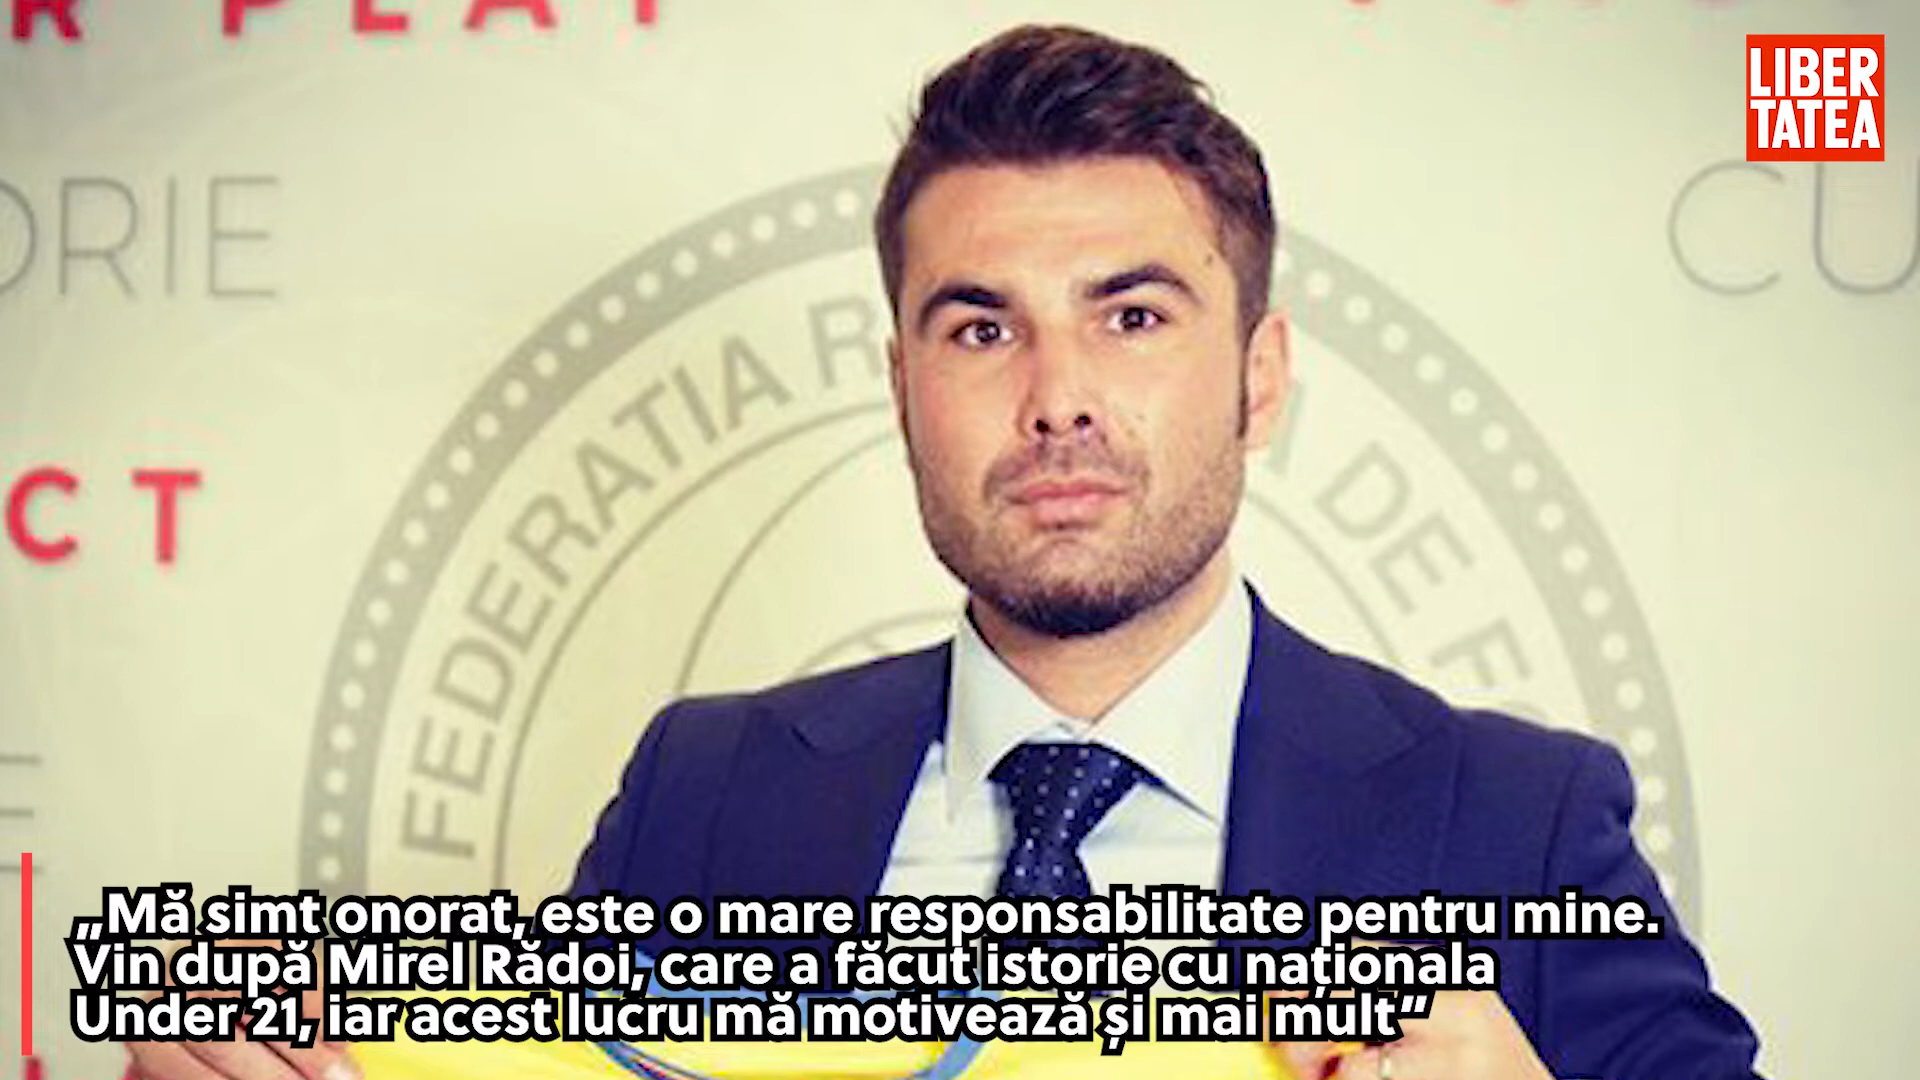 R PLAY
LIBER
TATEA
ORIE
CU
FEDERATIA R
A DE F
CT
„Mă simt onorat, este o mare responsabilitate pentru mine.
Vin după Mirel Rădoi, care a făcut istorie cu naționala
Under 21, iar acest lucru mă motivează și mai mult”